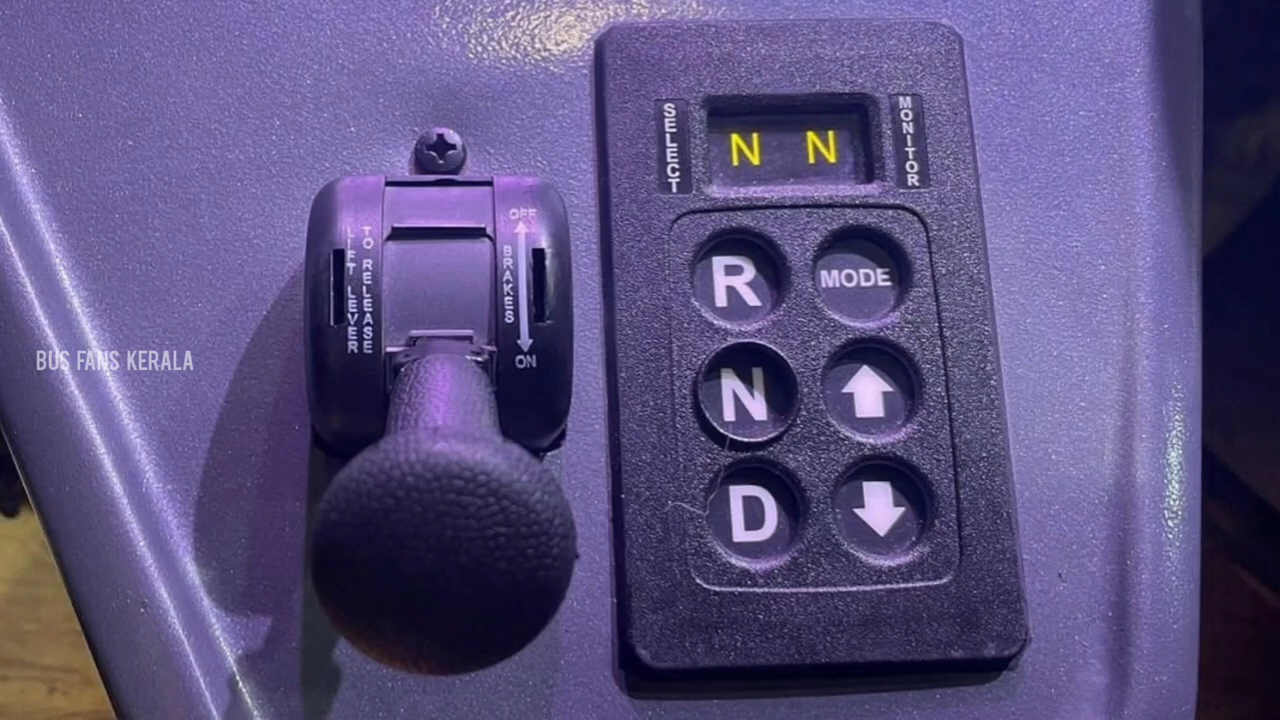 SELECT
N N
MONITOR
OFF
LIFT LEVER
TO RELEASE
BRAKES
ON
R
MODE
N
D
BUS FANS KERALA